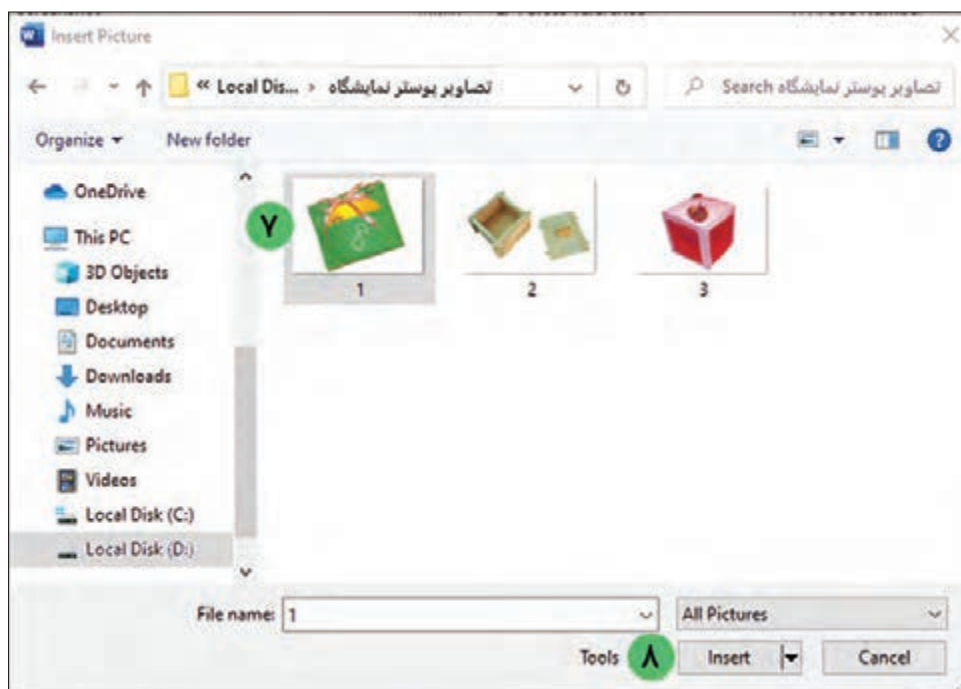 Insert Picture
« Local Dis... › تصاویر پوستر نمایشگاه
Search تصاویر پوستر نمایشگاه
Organize
New folder
OneDrive
This PC
3D Objects
Desktop
Documents
Downloads
Music
Pictures
Videos
Local Disk (C:)
Local Disk (D:)
۷
1
2
3
File name: 1
All Pictures
Tools
۸
Insert
Cancel